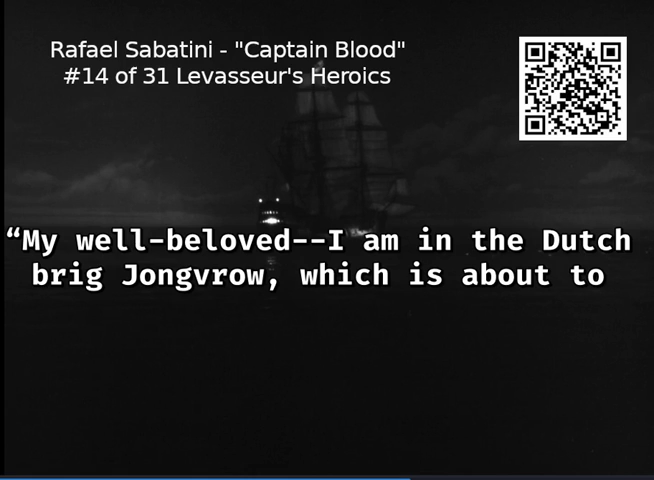 Rafael Sabatini - "Captain Blood"
#14 of 31 Levasseur's Heroics
“My well-beloved--I am in the Dutch
brig Jongvrow, which is about to